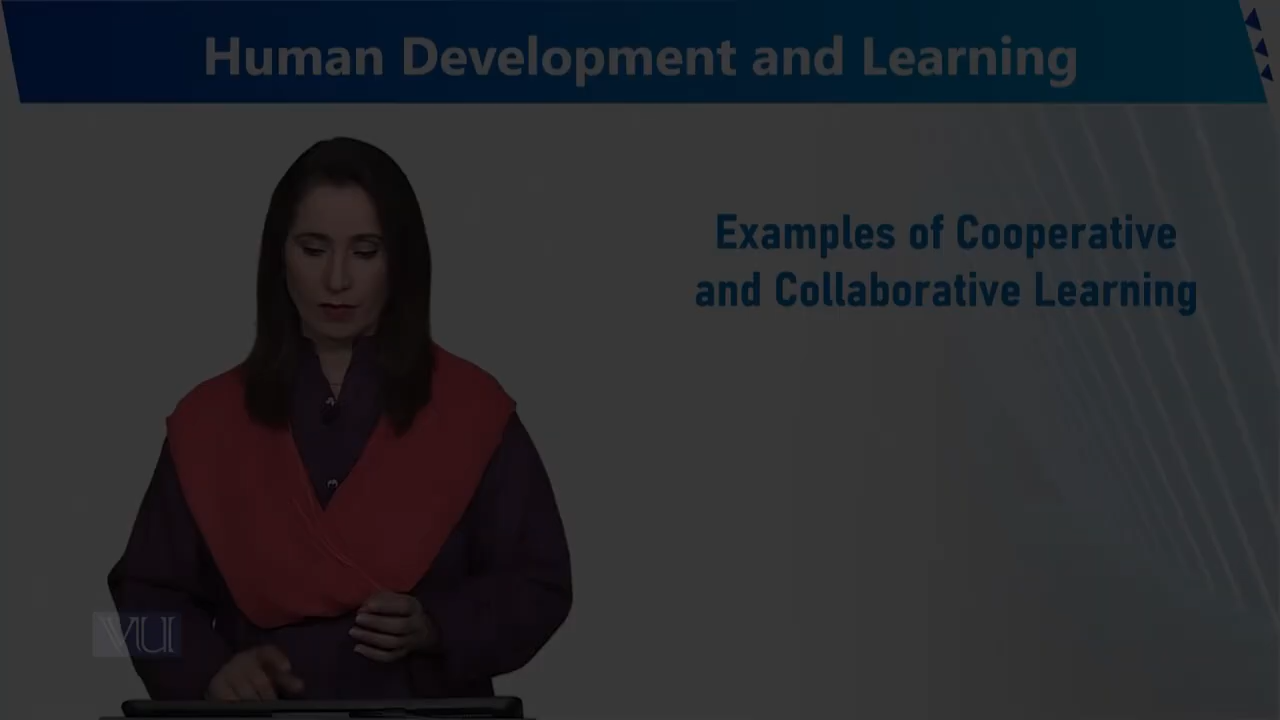 Human Development and Learning
Examples of Cooperative
and Collaborative Learning
VU